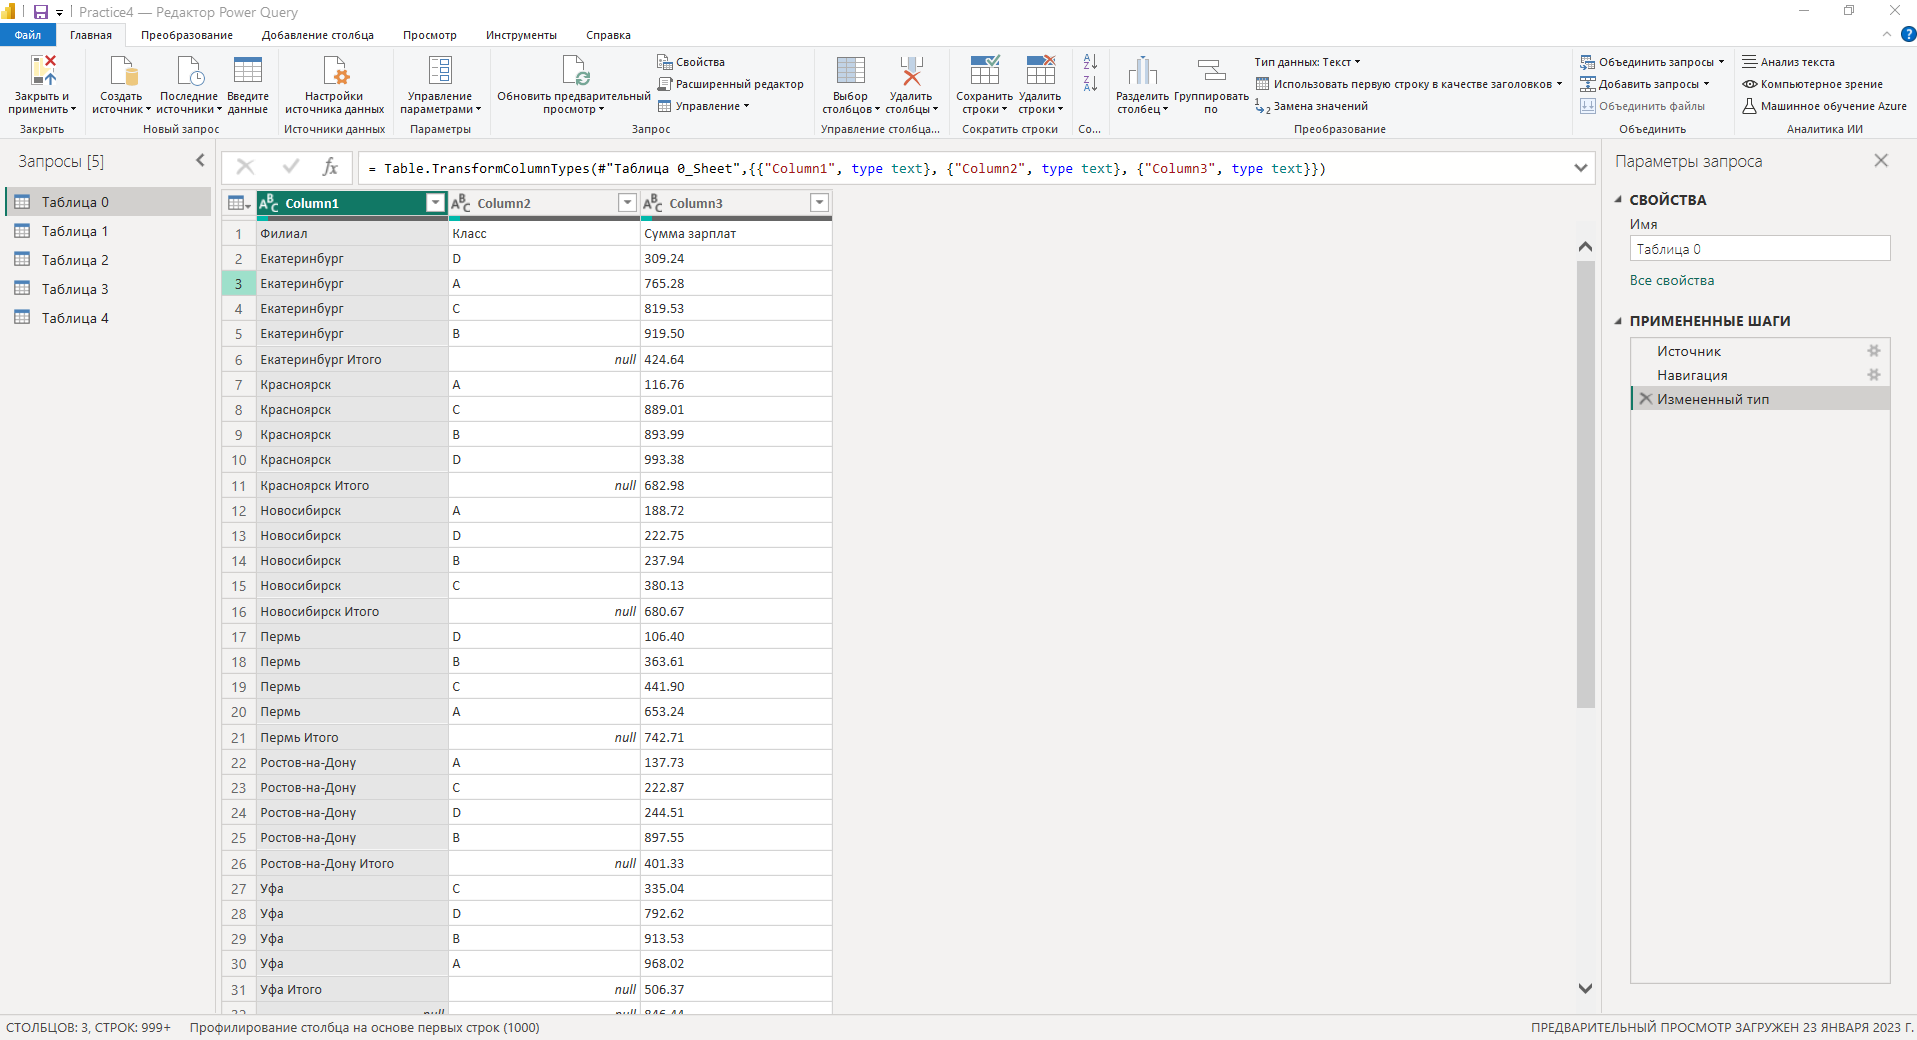 Practice4 — Редактор Power Query
Файл Главная Преобразование Добавление столбца Просмотр Инструменты Справка
Закрыть и применить
Закрыть
Создать источник
Последние источники
Введите данные
Новый запрос
Настройки источника данных
Источники данных
Управление параметрами
Параметры
Обновить предварительный просмотр
Свойства
Расширенный редактор
Управление
Запрос
Выбор столбцов
Удалить столбцы
Управление столбца...
Сохранить строки
Удалить строки
Сократить строки
Со...
Разделить столбец
Группировать по
Тип данных: Текст
Использовать первую строку в качестве заголовков
Замена значений
Преобразование
Объединить запросы
Добавить запросы
Объединить файлы
Объединить
Анализ текста
Компьютерное зрение
Машинное обучение Azure
Аналитика ИИ
Запросы [5]
Таблица 0
Таблица 1
Таблица 2
Таблица 3
Таблица 4
fx
= Table.TransformColumnTypes(#"Таблица 0_Sheet",{{"Column1", type text}, {"Column2", type text}, {"Column3", type text}})
Column1 Column2 Column3
1 Филиал Класс Сумма зарплат
2 Екатеринбург D 309.24
3 Екатеринбург A 765.28
4 Екатеринбург C 819.53
5 Екатеринбург B 919.50
6 Екатеринбург Итого null 424.64
7 Красноярск A 116.76
8 Красноярск C 889.01
9 Красноярск B 893.99
10 Красноярск D 993.38
11 Красноярск Итого null 682.98
12 Новосибирск A 188.72
13 Новосибирск D 222.75
14 Новосибирск B 237.94
15 Новосибирск C 380.13
16 Новосибирск Итого null 680.67
17 Пермь D 106.40
18 Пермь B 363.61
19 Пермь C 441.90
20 Пермь A 653.24
21 Пермь Итого null 742.71
22 Ростов-на-Дону A 137.73
23 Ростов-на-Дону C 222.87
24 Ростов-на-Дону D 244.51
25 Ростов-на-Дону B 897.55
26 Ростов-на-Дону Итого null 401.33
27 Уфа C 335.04
28 Уфа D 792.62
29 Уфа B 913.53
30 Уфа A 968.02
31 Уфа Итого null 506.37
Параметры запроса
СВОЙСТВА
Имя
Таблица 0
Все свойства
ПРИМЕНЕННЫЕ ШАГИ
Источник
Навигация
Измененный тип
СТОЛБЦОВ: 3, СТРОК: 999+ Профилирование столбца на основе первых строк (1000)
ПРЕДВАРИТЕЛЬНЫЙ ПРОСМОТР ЗАГРУЖЕН 23 ЯНВАРЯ 2023 Г.